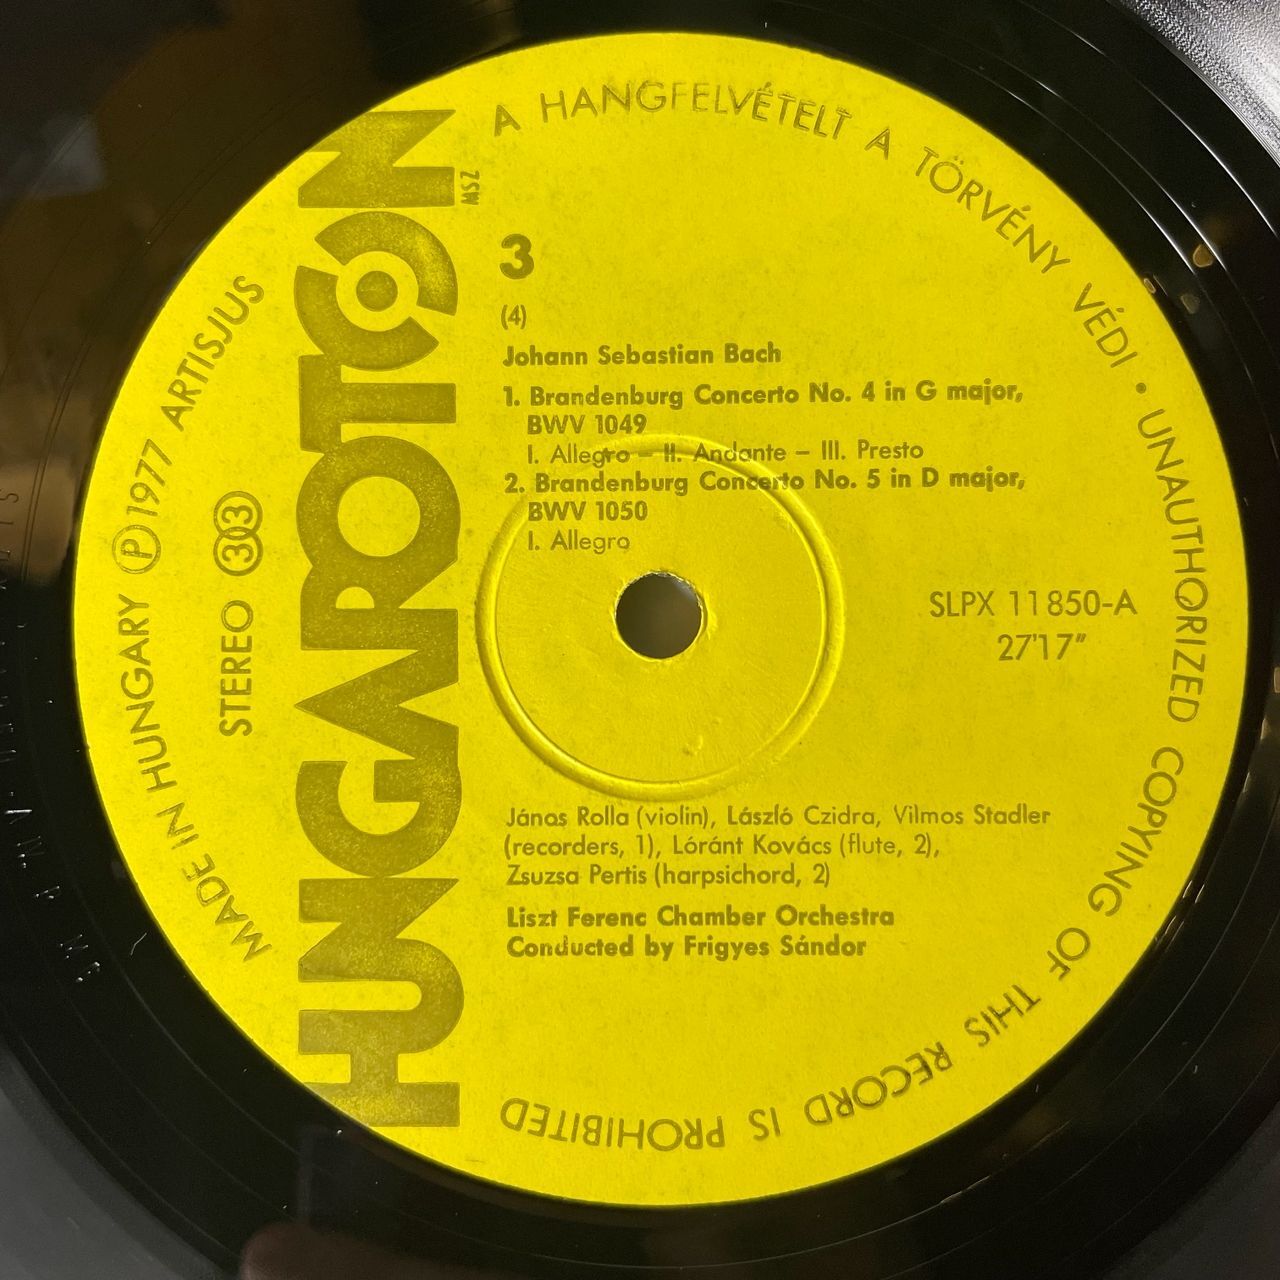 HUNGAROTON
MSZ
A HANGFELVÉTELT A TÖRVÉNY VÉDI • UNAUTHORIZED COPYING OF THIS RECORD IS PROHIBITED
MADE IN HUNGARY Ⓟ 1977 ARTISJUS
STEREO 33
3
(4)
Johann Sebastian Bach
1. Brandenburg Concerto No. 4 in G major,
BWV 1049
I. Allegro – II. Andante – III. Presto
2. Brandenburg Concerto No. 5 in D major,
BWV 1050
I. Allegro
SLPX 11850-A
27'17"
János Rolla (violin), László Czidra, Vilmos Stadler
(recorders, 1), Lóránt Kovács (flute, 2),
Zsuzsa Pertis (harpsichord, 2)
Liszt Ferenc Chamber Orchestra
Conducted by Frigyes Sándor